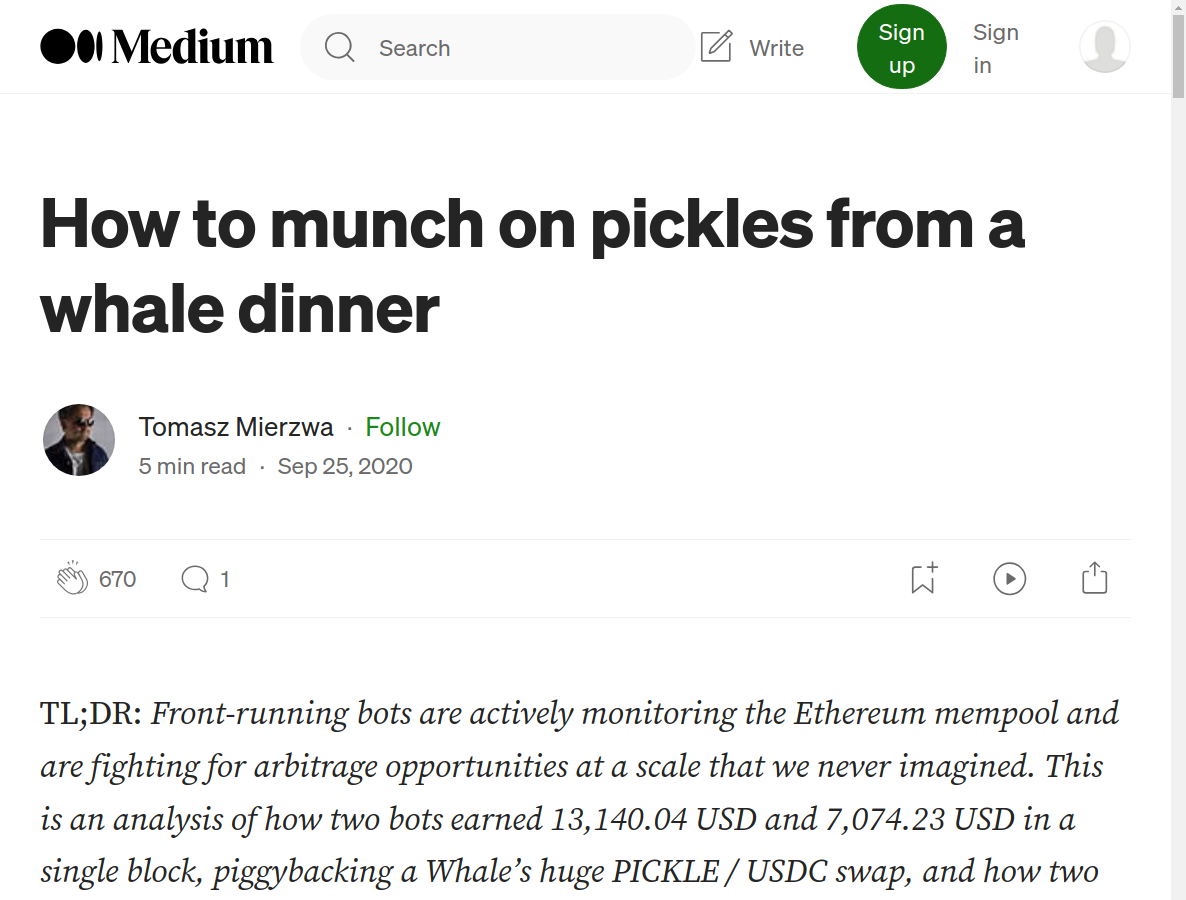 Medium
Search
Write
Sign up
Sign in
How to munch on pickles from a
whale dinner
Tomasz Mierzwa · Follow
5 min read · Sep 25, 2020
670
1
TL;DR: Front-running bots are actively monitoring the Ethereum mempool and
are fighting for arbitrage opportunities at a scale that we never imagined. This
is an analysis of how two bots earned 13,140.04 USD and 7,074.23 USD in a
single block, piggybacking a Whale’s huge PICKLE / USDC swap, and how two